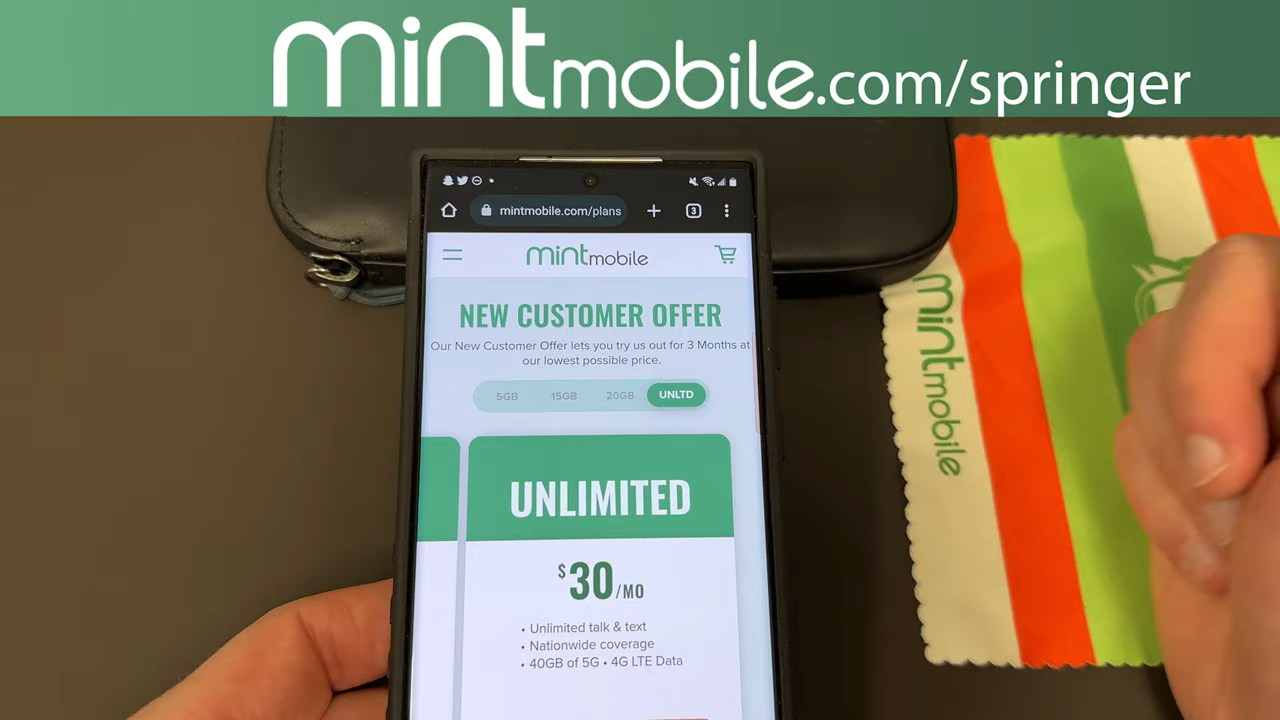 mintmobile.com/springer
mintmobile.com/plans
3
mintmobile
NEW CUSTOMER OFFER
Our New Customer Offer lets you try us out for 3 Months at
our lowest possible price.
5GB 15GB 20GB UNLTD
UNLIMITED
$30/MO
• Unlimited talk & text
• Nationwide coverage
• 40GB of 5G • 4G LTE Data
mintmobile